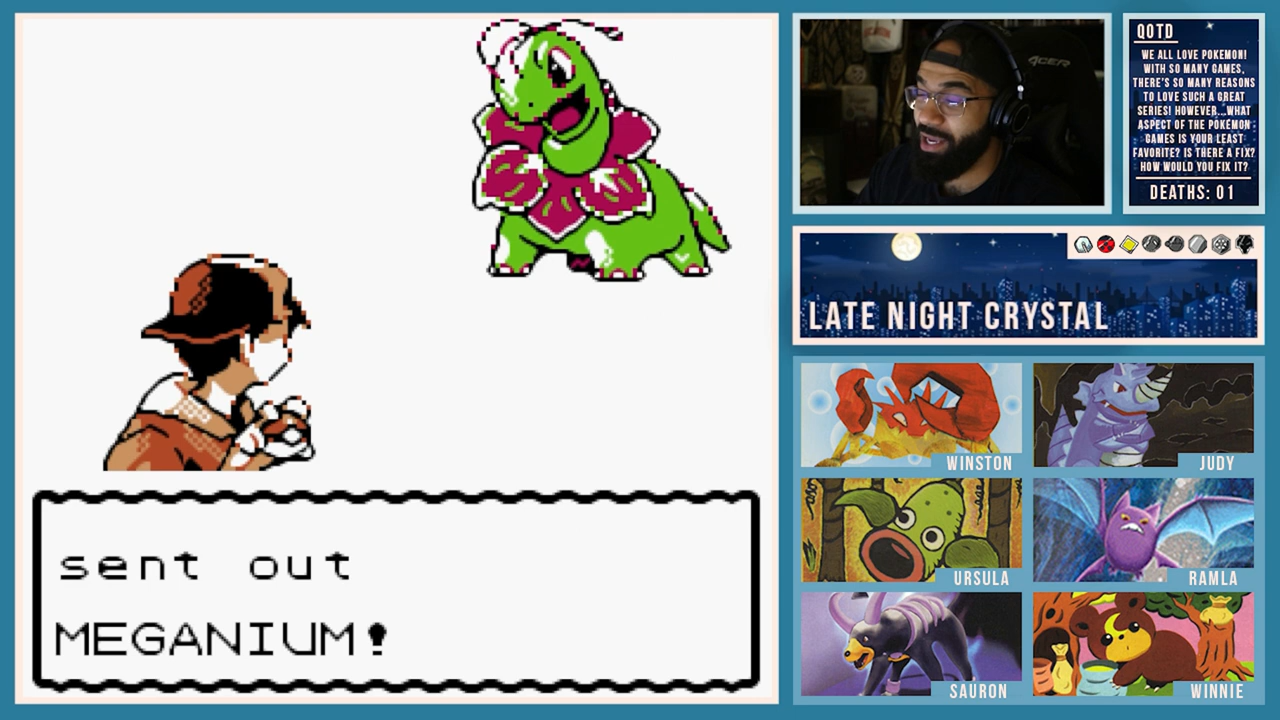 sent out
MEGANIUM!
ACER
QOTD
WE ALL LOVE POKEMON!
WITH SO MANY GAMES,
THERE'S SO MANY REASONS
TO LOVE SUCH A GREAT
SERIES! HOWEVER...WHAT
ASPECT OF THE POKEMON
GAMES IS YOUR LEAST
FAVORITE? IS THERE A FIX?
HOW WOULD YOU FIX IT?
DEATHS: 01
LATE NIGHT CRYSTAL
WINSTON
JUDY
URSULA
RAMLA
SAURON
WINNIE